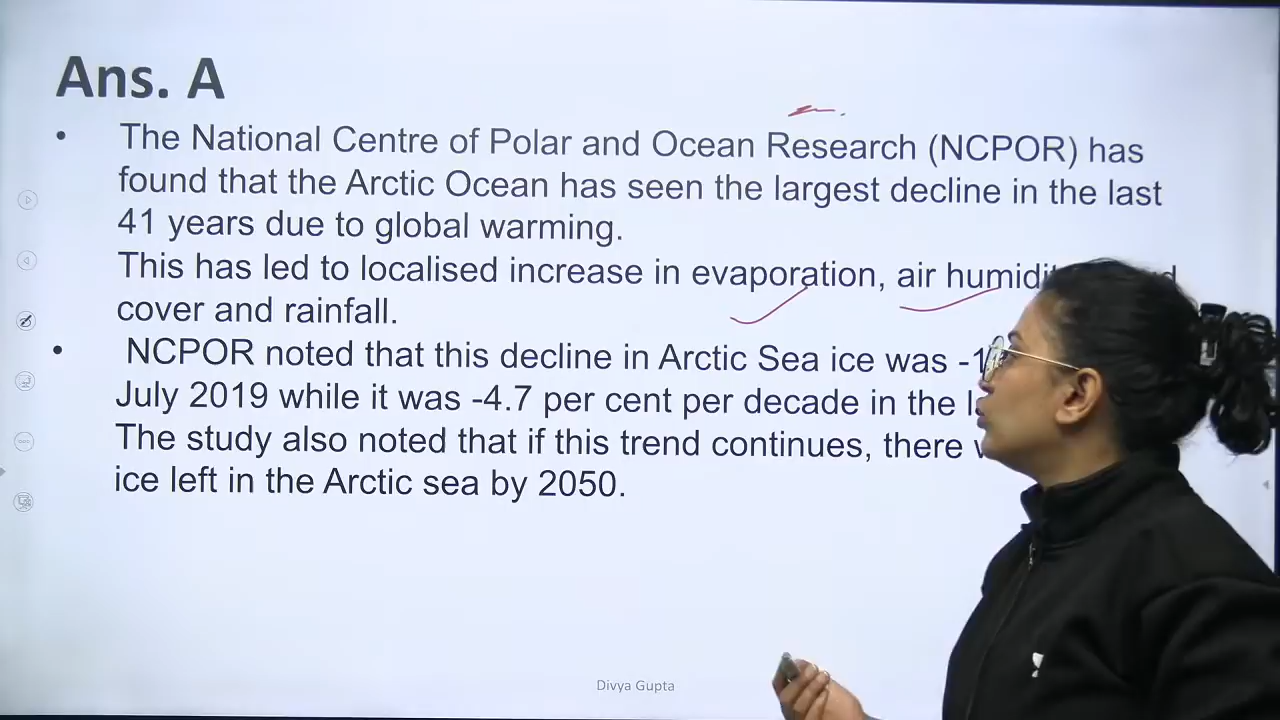 Ans. A
• The National Centre of Polar and Ocean Research (NCPOR) has
found that the Arctic Ocean has seen the largest decline in the last
41 years due to global warming.
This has led to localised increase in evaporation, air
cover and rainfall.
• NCPOR noted that this decline in Arctic Sea ice was
July 2019 while it was -4.7 per cent per decade in the
The study also noted that if this trend continues, there
ice left in the Arctic sea by 2050.
Divya Gupta